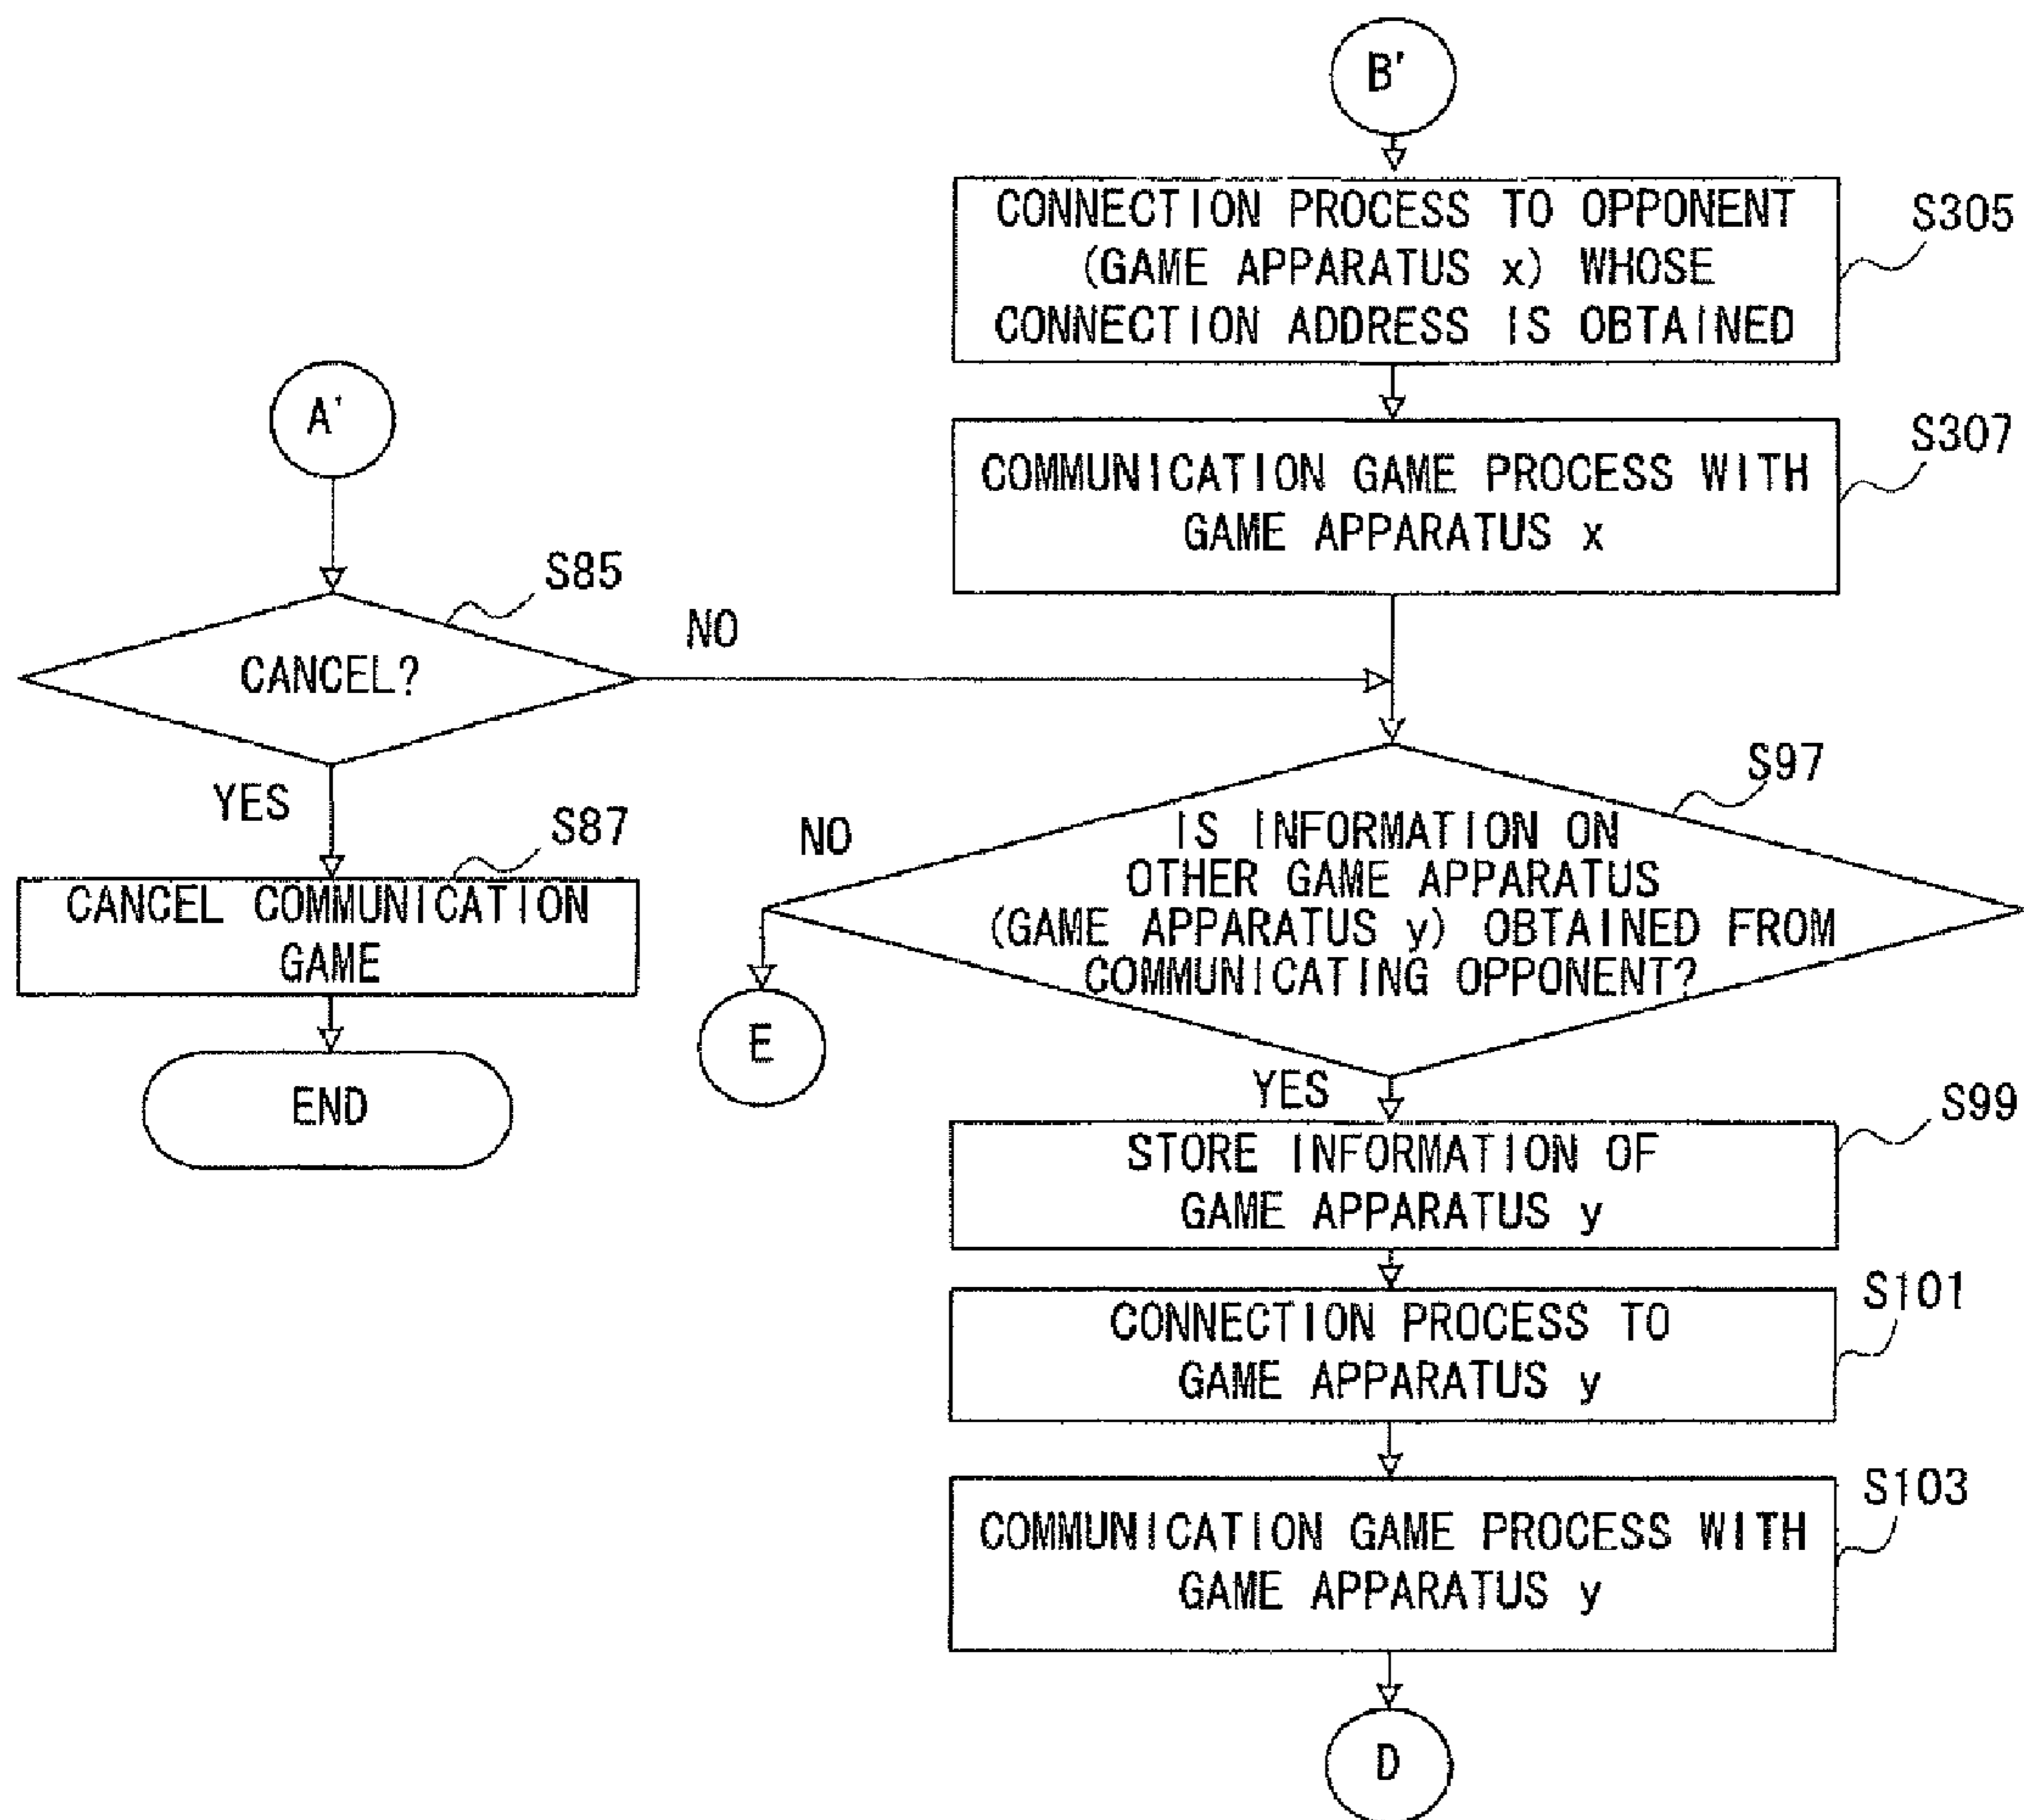 B'
CONNECTION PROCESS TO OPPONENT
(GAME APPARATUS x) WHOSE
CONNECTION ADDRESS IS OBTAINED
S305
COMMUNICATION GAME PROCESS WITH
GAME APPARATUS x
S307
A'
S85
CANCEL?
NO
YES
S87
CANCEL COMMUNICATION
GAME
END
S97
IS INFORMATION ON
OTHER GAME APPARATUS
(GAME APPARATUS y) OBTAINED FROM
COMMUNICATING OPPONENT?
NO
E
YES
S99
STORE INFORMATION OF
GAME APPARATUS y
S101
CONNECTION PROCESS TO
GAME APPARATUS y
S103
COMMUNICATION GAME PROCESS WITH
GAME APPARATUS y
D